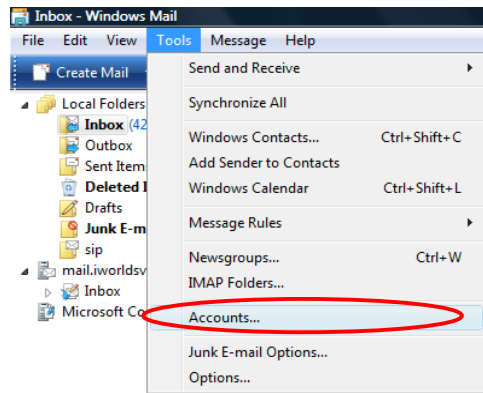 Inbox - Windows Mail
File Edit View Tools Message Help
Create Mail
Send and Receive
Local Folders
Synchronize All
Inbox (42
Windows Contacts... Ctrl+Shift+C
Outbox
Add Sender to Contacts
Sent Item
Windows Calendar Ctrl+Shift+L
Deleted I
Drafts
Message Rules
Junk E-m
sip
Newsgroups... Ctrl+W
mail.iworldsv
IMAP Folders...
Inbox
Microsoft Co
Accounts...
Junk E-mail Options...
Options...